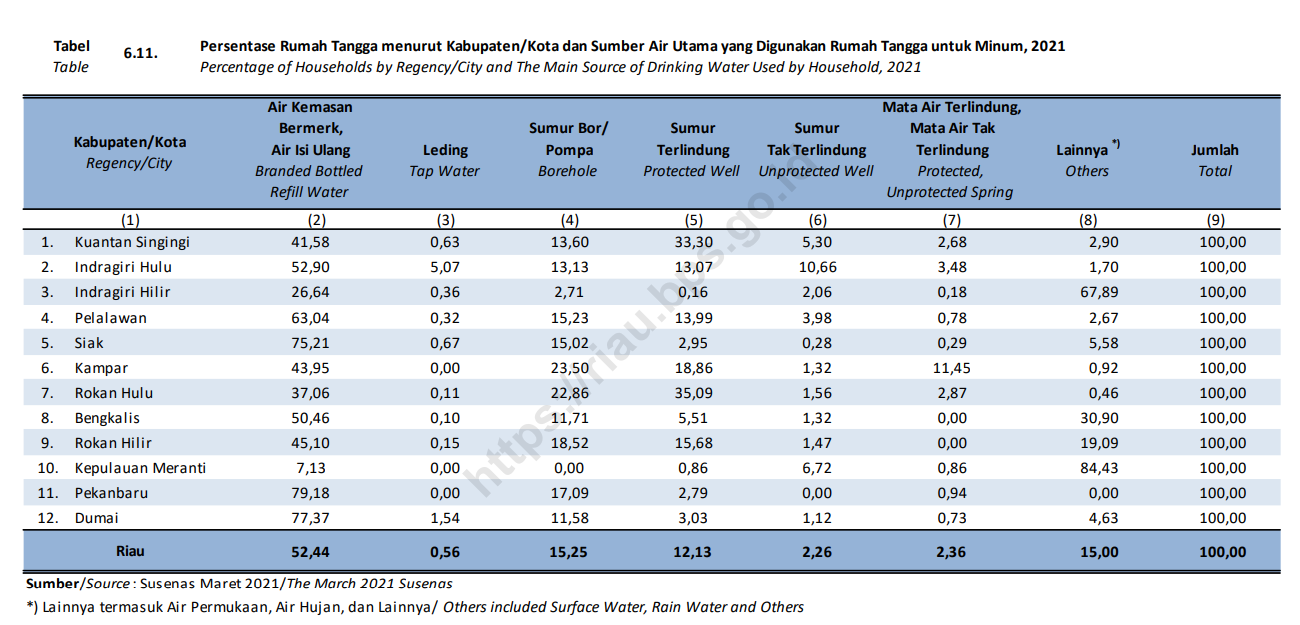 Tabel 6.11. Persentase Rumah Tangga menurut Kabupaten/Kota dan Sumber Air Utama yang Digunakan Rumah Tangga untuk Minum, 2021
Table Percentage of Households by Regency/City and The Main Source of Drinking Water Used by Household, 2021
Kabupaten/Kota
Regency/City
Air Kemasan
Bermerk,
Air Isi Ulang
Branded Bottled
Refill Water
Leding
Tap Water
Sumur Bor/
Pompa
Borehole
Sumur
Terlindung
Protected Well
Sumur
Tak Terlindung
Unprotected Well
Mata Air Terlindung,
Mata Air Tak
Terlindung
Protected,
Unprotected Spring
Lainnya *)
Others
Jumlah
Total
(1) (2) (3) (4) (5) (6) (7) (8) (9)
1. Kuantan Singingi 41,58 0,63 13,60 33,30 5,30 2,68 2,90 100,00
2. Indragiri Hulu 52,90 5,07 13,13 13,07 10,66 3,48 1,70 100,00
3. Indragiri Hilir 26,64 0,36 2,71 0,16 2,06 0,18 67,89 100,00
4. Pelalawan 63,04 0,32 15,23 13,99 3,98 0,78 2,67 100,00
5. Siak 75,21 0,67 15,02 2,95 0,28 0,29 5,58 100,00
6. Kampar 43,95 0,00 23,50 18,86 1,32 11,45 0,92 100,00
7. Rokan Hulu 37,06 0,11 22,86 35,09 1,56 2,87 0,46 100,00
8. Bengkalis 50,46 0,10 11,71 5,51 1,32 0,00 30,90 100,00
9. Rokan Hilir 45,10 0,15 18,52 15,68 1,47 0,00 19,09 100,00
10. Kepulauan Meranti 7,13 0,00 0,00 0,86 6,72 0,86 84,43 100,00
11. Pekanbaru 79,18 0,00 17,09 2,79 0,00 0,94 0,00 100,00
12. Dumai 77,37 1,54 11,58 3,03 1,12 0,73 4,63 100,00
Riau 52,44 0,56 15,25 12,13 2,26 2,36 15,00 100,00
Sumber/Source : Susenas Maret 2021/The March 2021 Susenas
*) Lainnya termasuk Air Permukaan, Air Hujan, dan Lainnya/ Others included Surface Water, Rain Water and Others
https://riau.bps.go.id